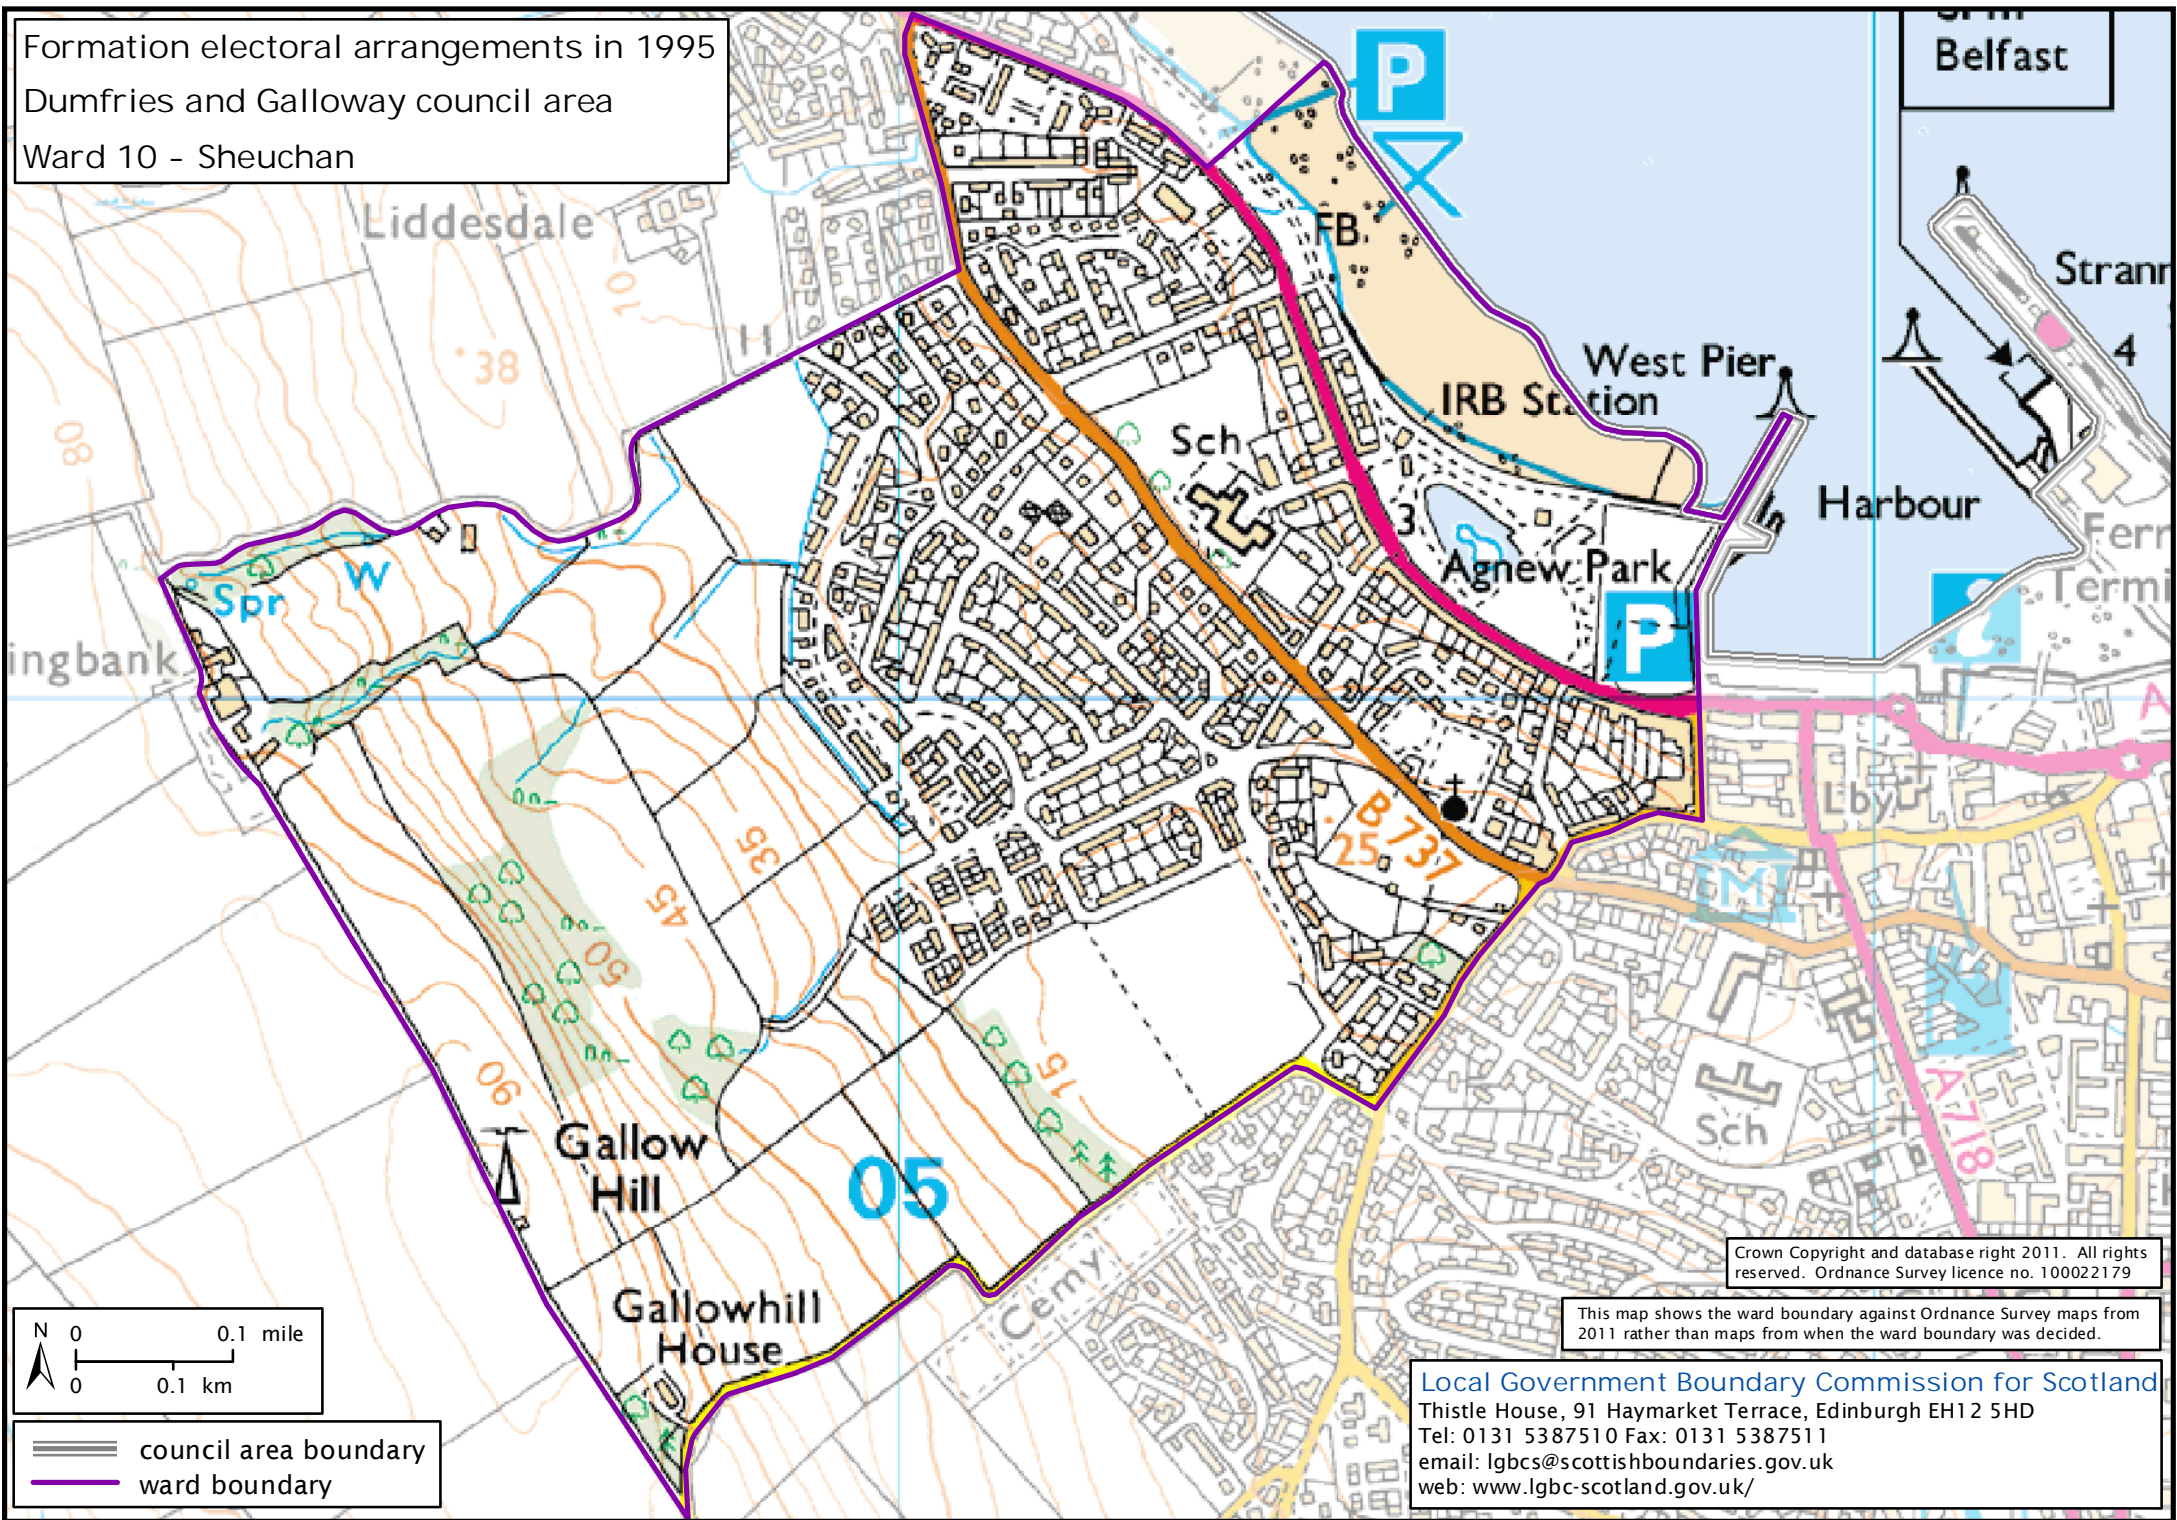 Formation electoral arrangements in 1995
Dumfries and Galloway council area
Ward 10 - Sheuchan
Belfast
P
Liddesdale
10
H
38
80
FB
West Pier
IRB Station
4
Sch
3
Harbour
Agnew Park
P
Spr
W
ingbank
B 737
25
Lby
M
35
45
50
90
15
Gallow
Hill
05
Sch
A718
Cemy
Gallowhill
House
N 0 0.1 mile
0 0.1 km
council area boundary
ward boundary
Crown Copyright and database right 2011. All rights
reserved. Ordnance Survey licence no. 100022179
This map shows the ward boundary against Ordnance Survey maps from
2011 rather than maps from when the ward boundary was decided.
Local Government Boundary Commission for Scotland
Thistle House, 91 Haymarket Terrace, Edinburgh EH12 5HD
Tel: 0131 5387510 Fax: 0131 5387511
email: lgbcs@scottishboundaries.gov.uk
web: www.lgbc-scotland.gov.uk/